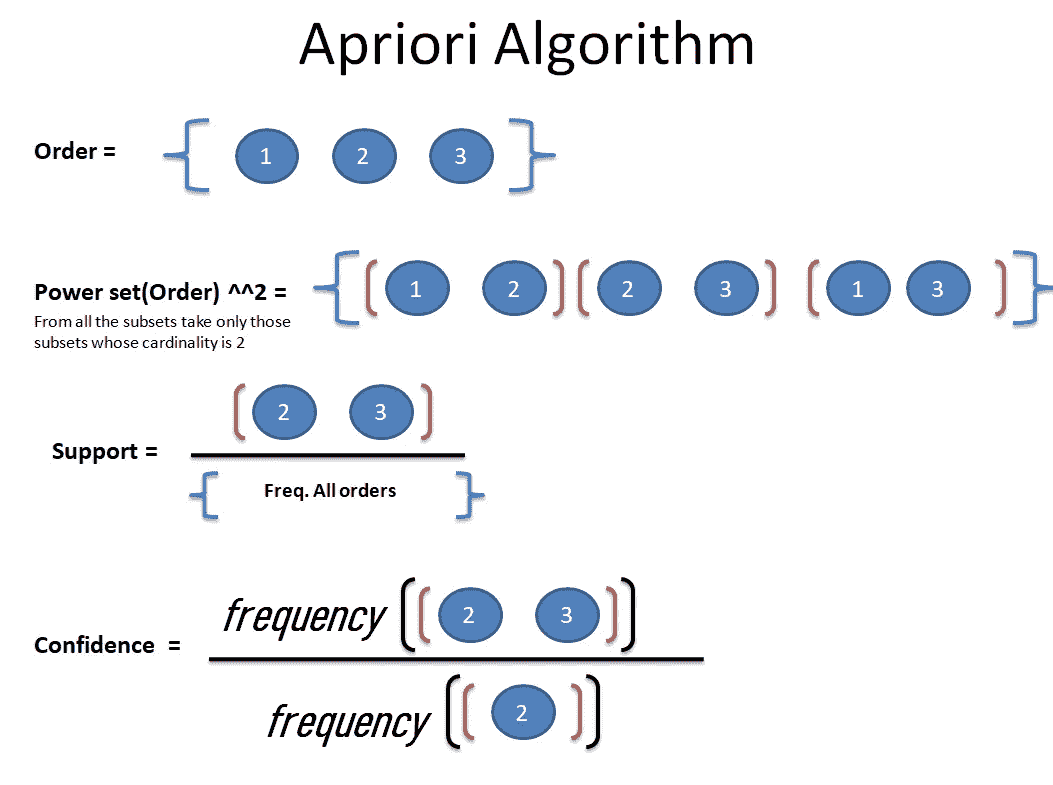 Apriori Algorithm
Order = 1 2 3
Power set(Order) ^^2 = 1 2 2 3 1 3
From all the subsets take only those
subsets whose cardinality is 2
2 3
Support =
Freq. All orders
frequency 2 3
Confidence =
frequency 2